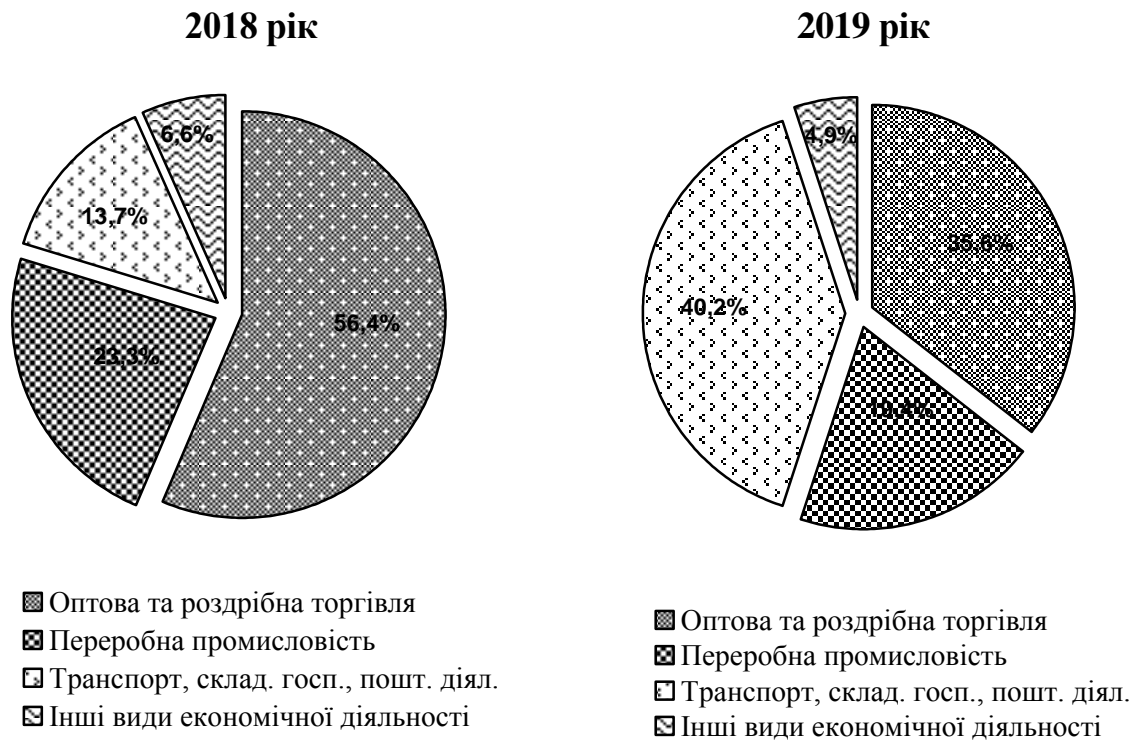 2018 рік
2019 рік
6,6%
13,7%
56,4%
23,3%
4,9%
40,2%
19,4%
Оптова та роздрібна торгівля
Переробна промисловість
Транспорт, склад. госп., пошт. діял.
Інші види економічної діяльності
Оптова та роздрібна торгівля
Переробна промисловість
Транспорт, склад. госп., пошт. діял.
Інші види економічної діяльності